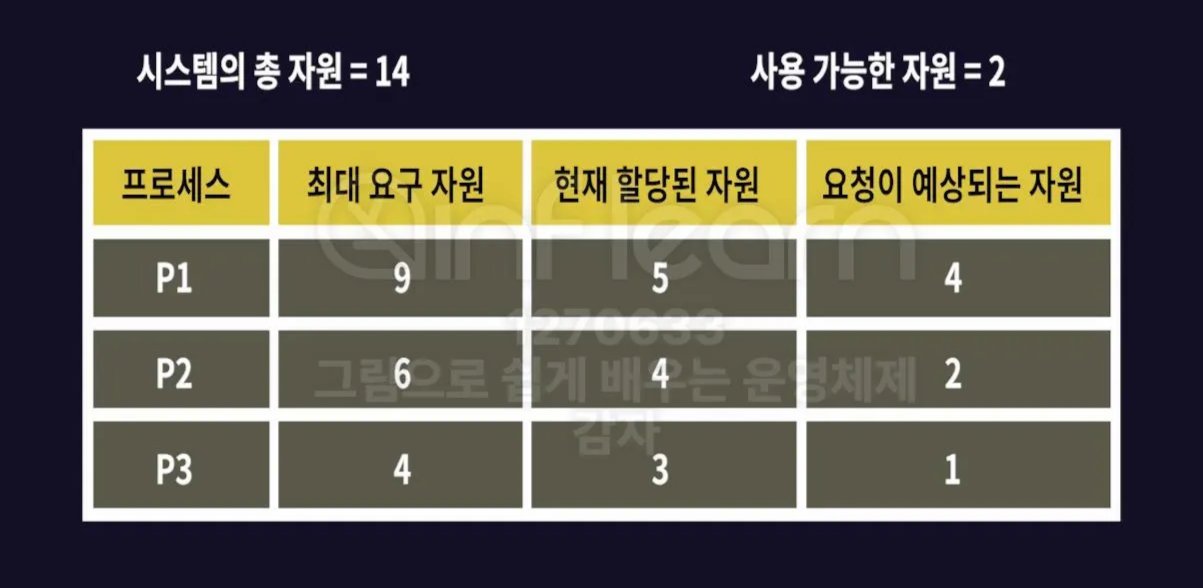 시스템의 총 자원 = 14 사용 가능한 자원 = 2
프로세스 최대 요구 자원 현재 할당된 자원 요청이 예상되는 자원
inflearn
P1 9 5 4
1270633
P2 6 4 2
그림으로 쉽게 배우는 운영체제
감자
P3 4 3 1